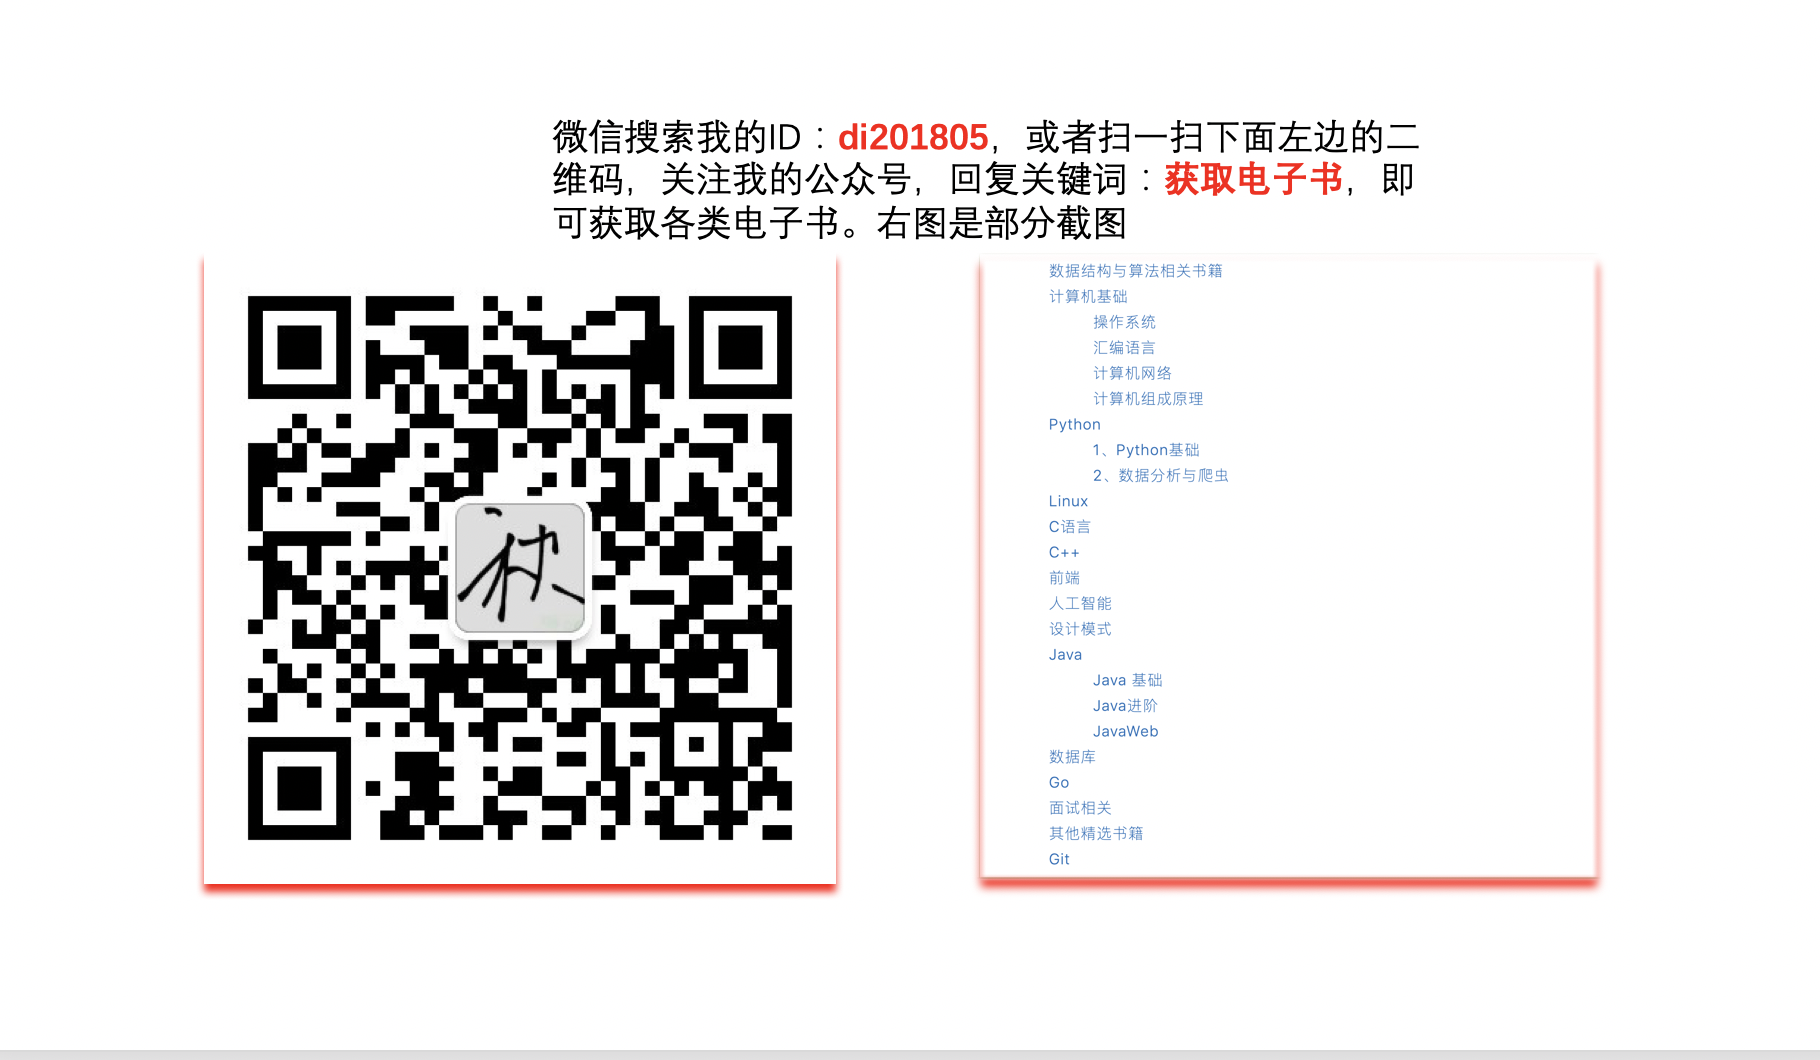 微信搜索我的ID：di201805，或者扫一扫下面左边的二
维码，关注我的公众号，回复关键词：获取电子书，即
可获取各类电子书。右图是部分截图
数据结构与算法相关书籍
计算机基础
操作系统
汇编语言
计算机网络
计算机组成原理
Python
1、Python基础
2、数据分析与爬虫
Linux
C语言
C++
前端
人工智能
设计模式
Java
Java 基础
Java进阶
JavaWeb
数据库
Go
面试相关
其他精选书籍
Git